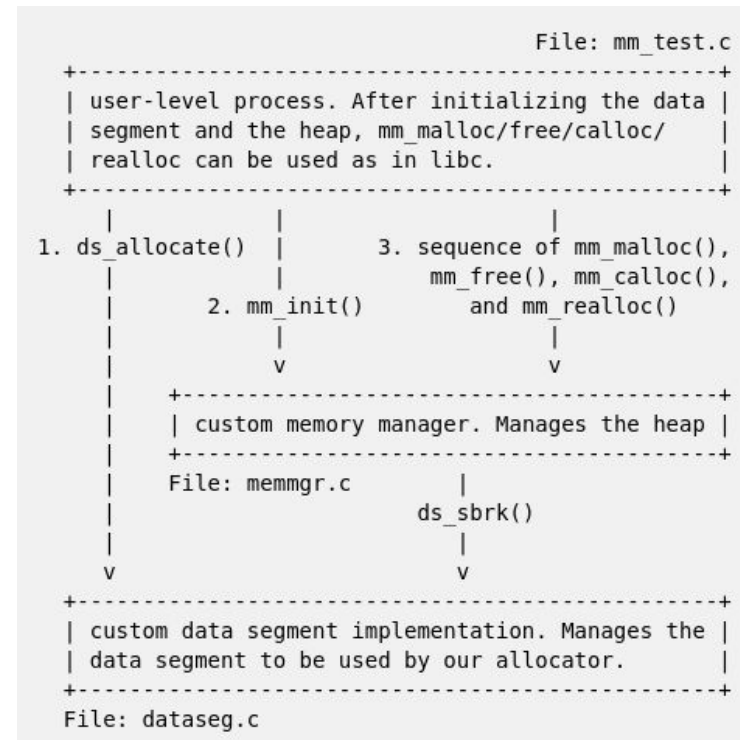 File: mm_test.c
  +-------------------------------------------------+
  | user-level process. After initializing the data |
  | segment and the heap, mm_malloc/free/calloc/    |
  | realloc can be used as in libc.                 |
  +-------------------------------------------------+
     |            |                    |
1. ds_allocate()  |       3. sequence of mm_malloc(),
     |            |           mm_free(), mm_calloc(),
     |       2. mm_init()        and mm_realloc()
     |            |                    |
     |            v                    v
     |    +-----------------------------------------+
     |    | custom memory manager. Manages the heap |
     |    +-----------------------------------------+
     |    File: memmgr.c        |
     |                       ds_sbrk()
     |                          |
     v                          v
  +-------------------------------------------------+
  | custom data segment implementation. Manages the |
  | data segment to be used by our allocator.       |
  +-------------------------------------------------+
  File: dataseg.c